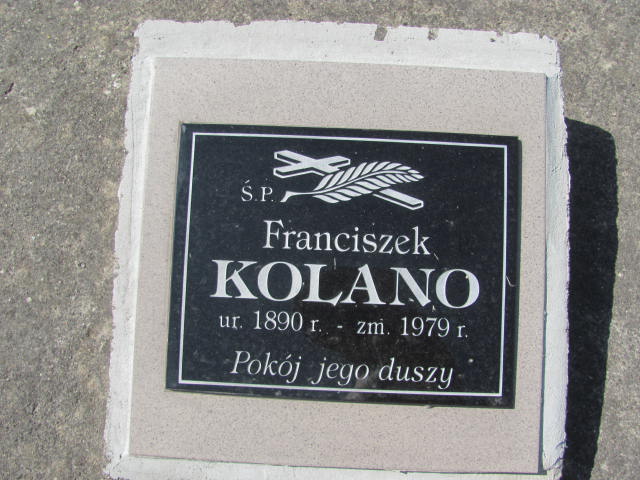 Ś.P.
Franciszek
KOLANO
ur. 1890 r. - zm. 1979 r.
Pokój jego duszy